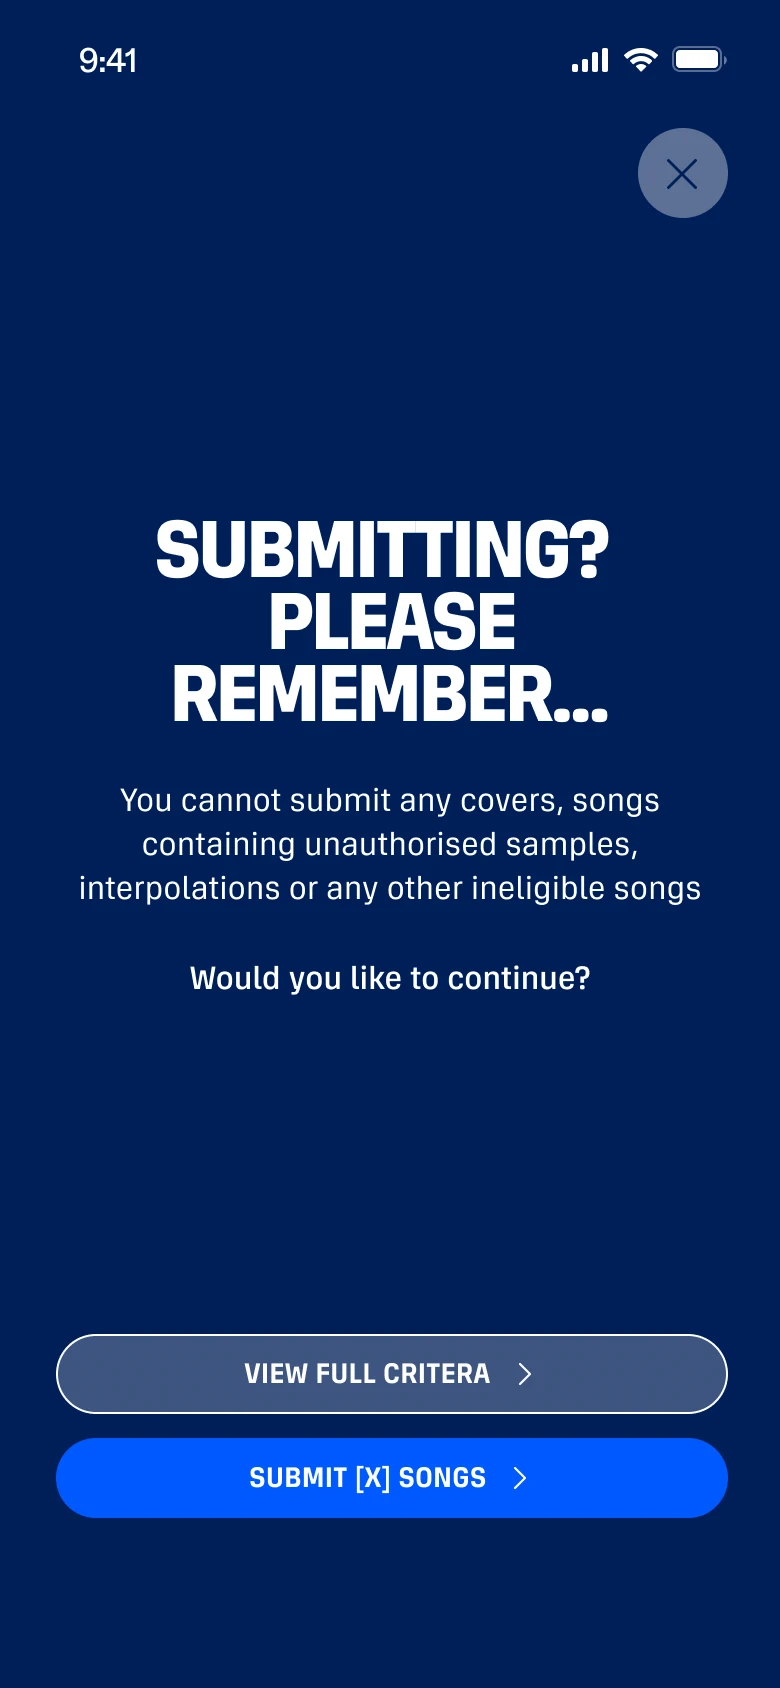 9:41
SUBMITTING?
PLEASE
REMEMBER...
You cannot submit any covers, songs
containing unauthorised samples,
interpolations or any other ineligible songs
Would you like to continue?
VIEW FULL CRITERA
SUBMIT [X] SONGS